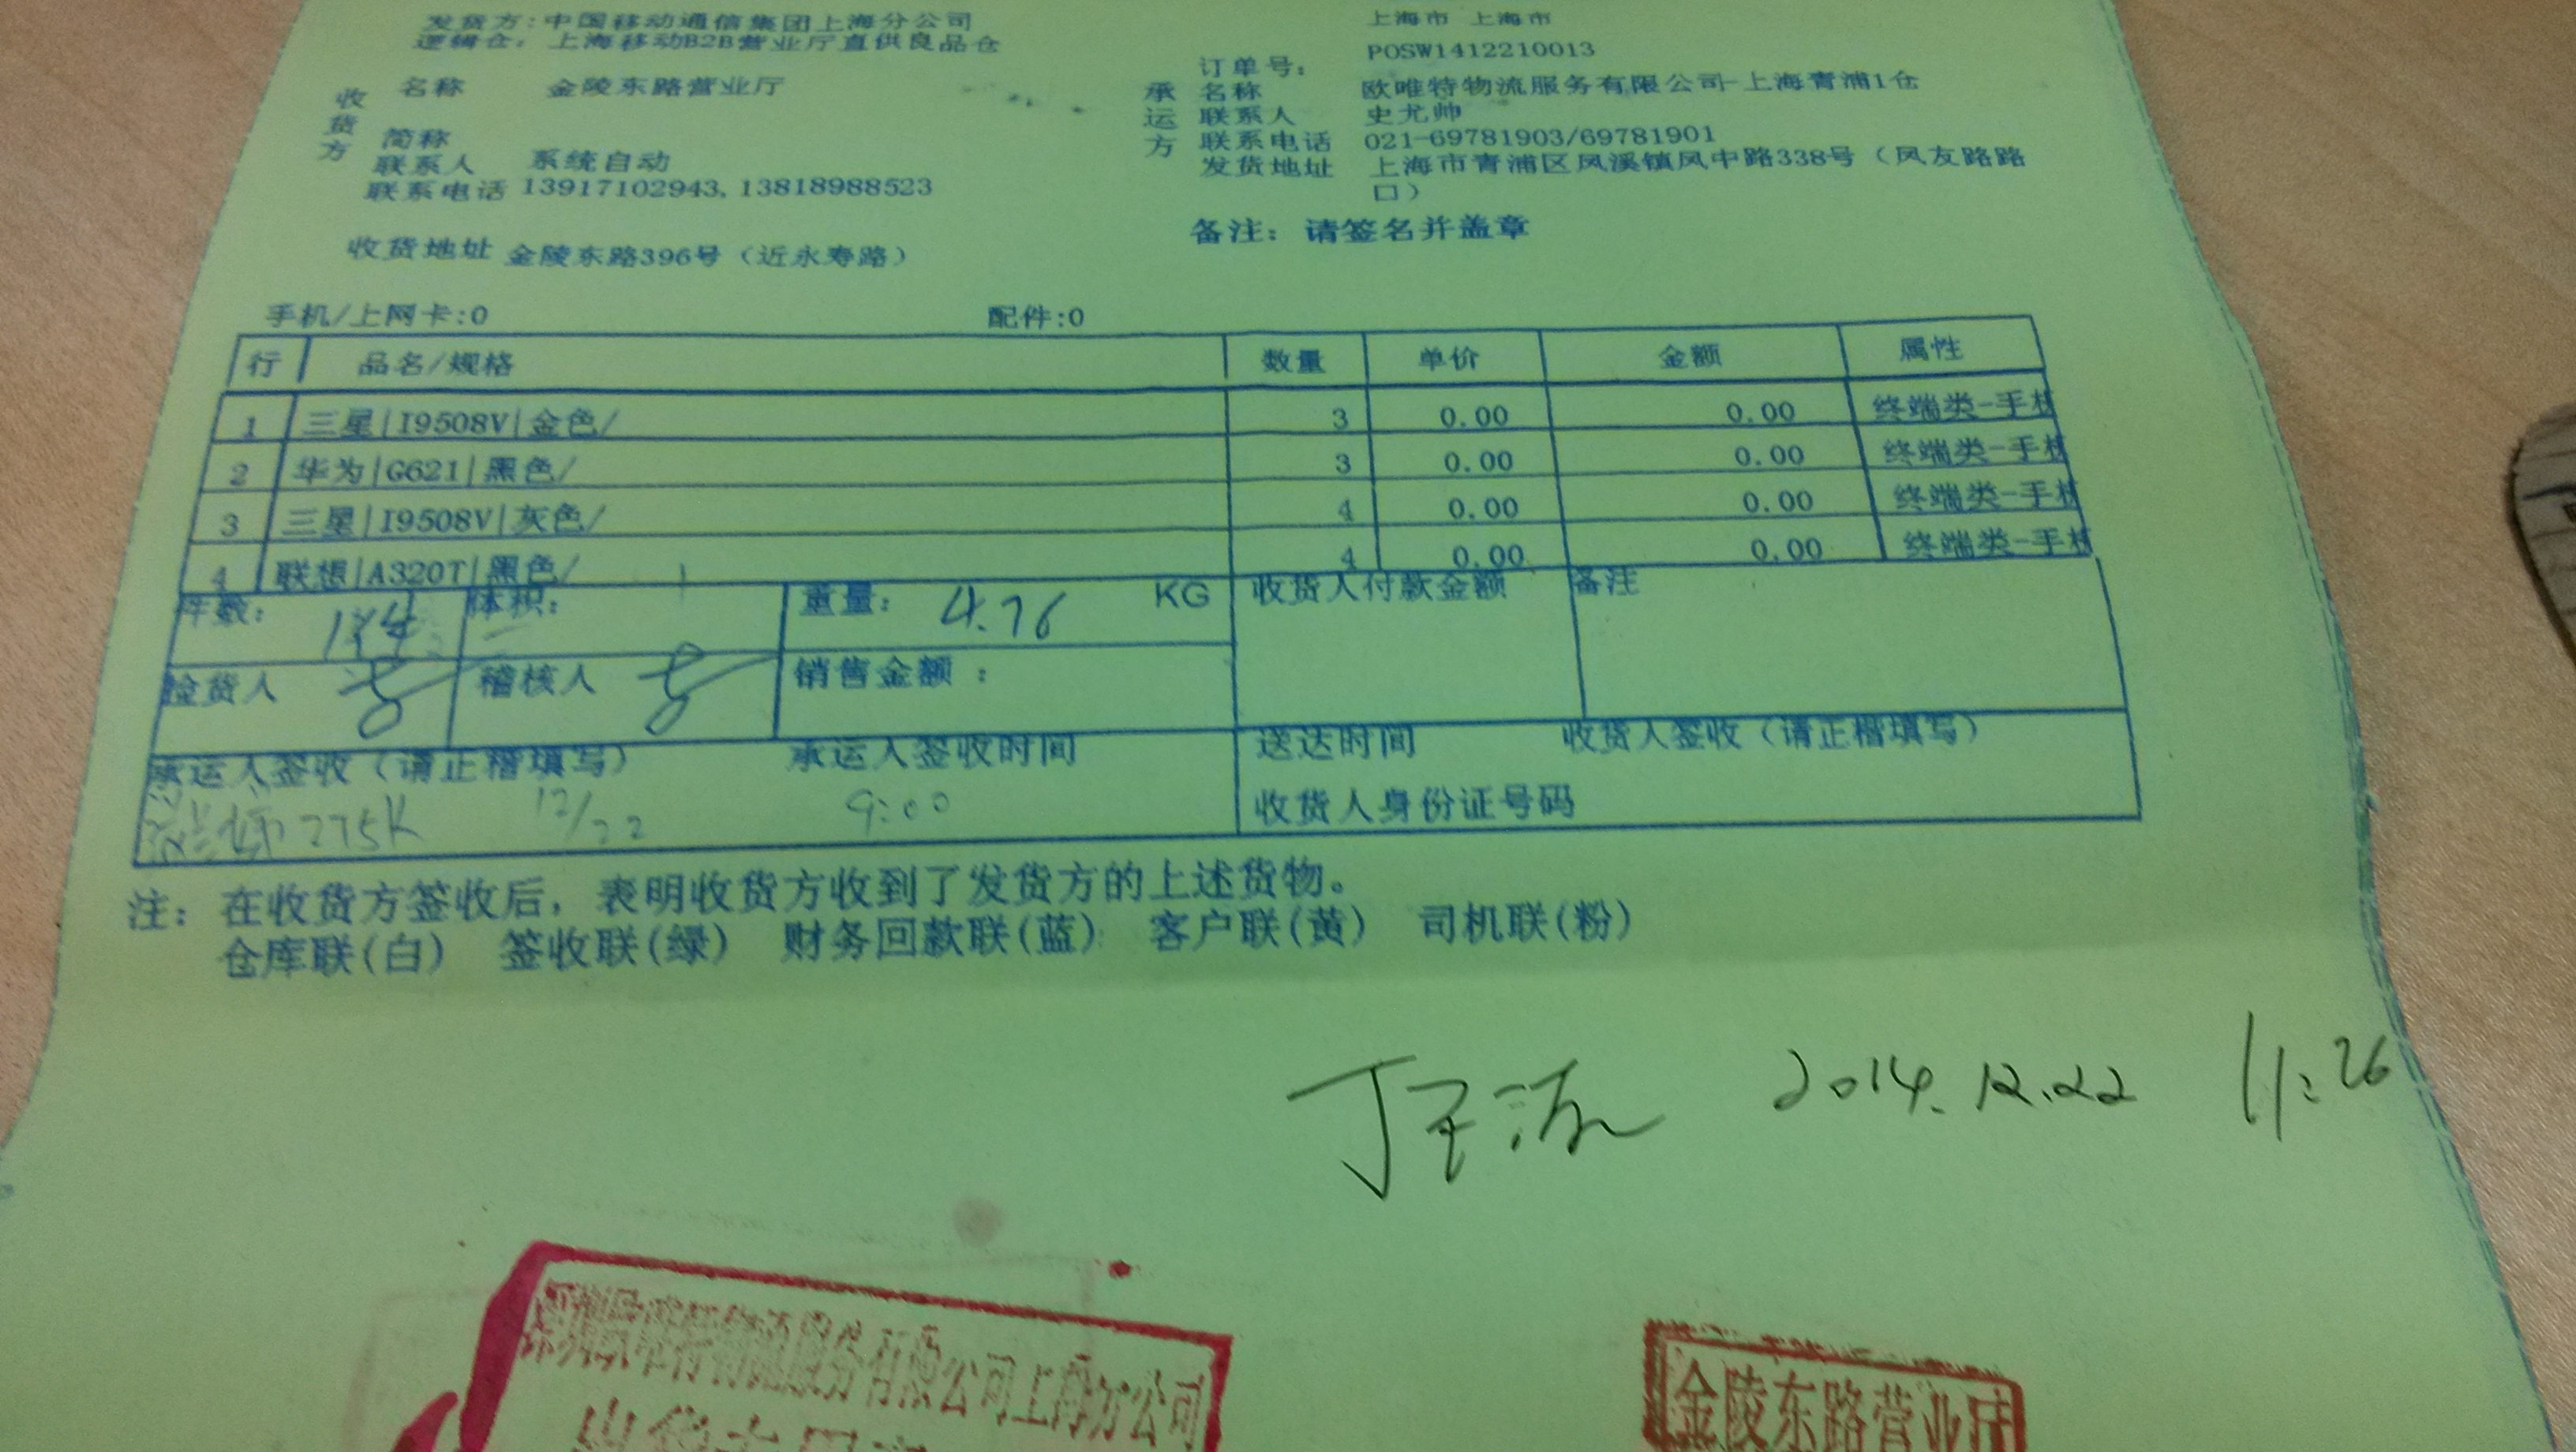 发货方：中国移动通信集团上海分公司
逻辑仓：上海移动B2B营业厅直供良品仓
上海市 上海市
订单号： POSW1412210013
收货方
名称 金陵东路营业厅
简称
联系人 系统自动
联系电话 13917102943, 13818988523
收货地址 金陵东路396号（近永寿路）
承运方
名称 欧唯特物流服务有限公司-上海青浦1仓
联系人 史尤帅
联系电话 021-69781903/69781901
发货地址 上海市青浦区凤溪镇凤中路338号（凤友路路
口）
备注：请签名并盖章
手机/上网卡:0 配件:0
行 品名/规格 数量 单价 金额 属性
1 三星|I9508V|金色/ 3 0.00 0.00 终端类-手机
2 华为|G621|黑色/ 3 0.00 0.00 终端类-手机
3 三星|I9508V|灰色/ 4 0.00 0.00 终端类-手机
4 联想|A320T|黑色/ 4 0.00 0.00 终端类-手机
件数： 体积： 重量： 4.76 KG 收货人付款金额 备注
捡货人 稽核人 销售金额：
承运人签收（请正楷填写） 承运人签收时间 送达时间 收货人签收（请正楷填写）
275K 12/22 9:00
收货人身份证号码
注：在收货方签收后，表明收货方收到了发货方的上述货物。
仓库联(白) 签收联(绿) 财务回款联(蓝) 客户联(黄) 司机联(粉)
2014.12.22 11:26
物流服务有限公司上海分公司
金陵东路营业厅